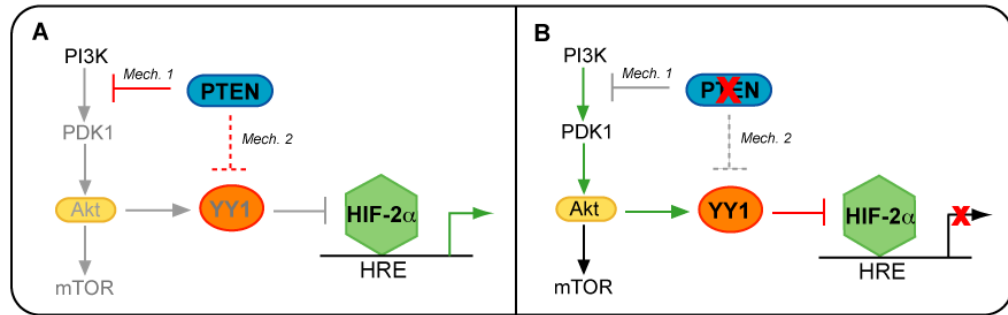 A
PI3K
Mech. 1
PTEN
PDK1
Mech. 2
Akt
YY1
HIF-2α
HRE
mTOR
B
PI3K
Mech. 1
PTEN
PDK1
Mech. 2
Akt
YY1
HIF-2α
HRE
mTOR